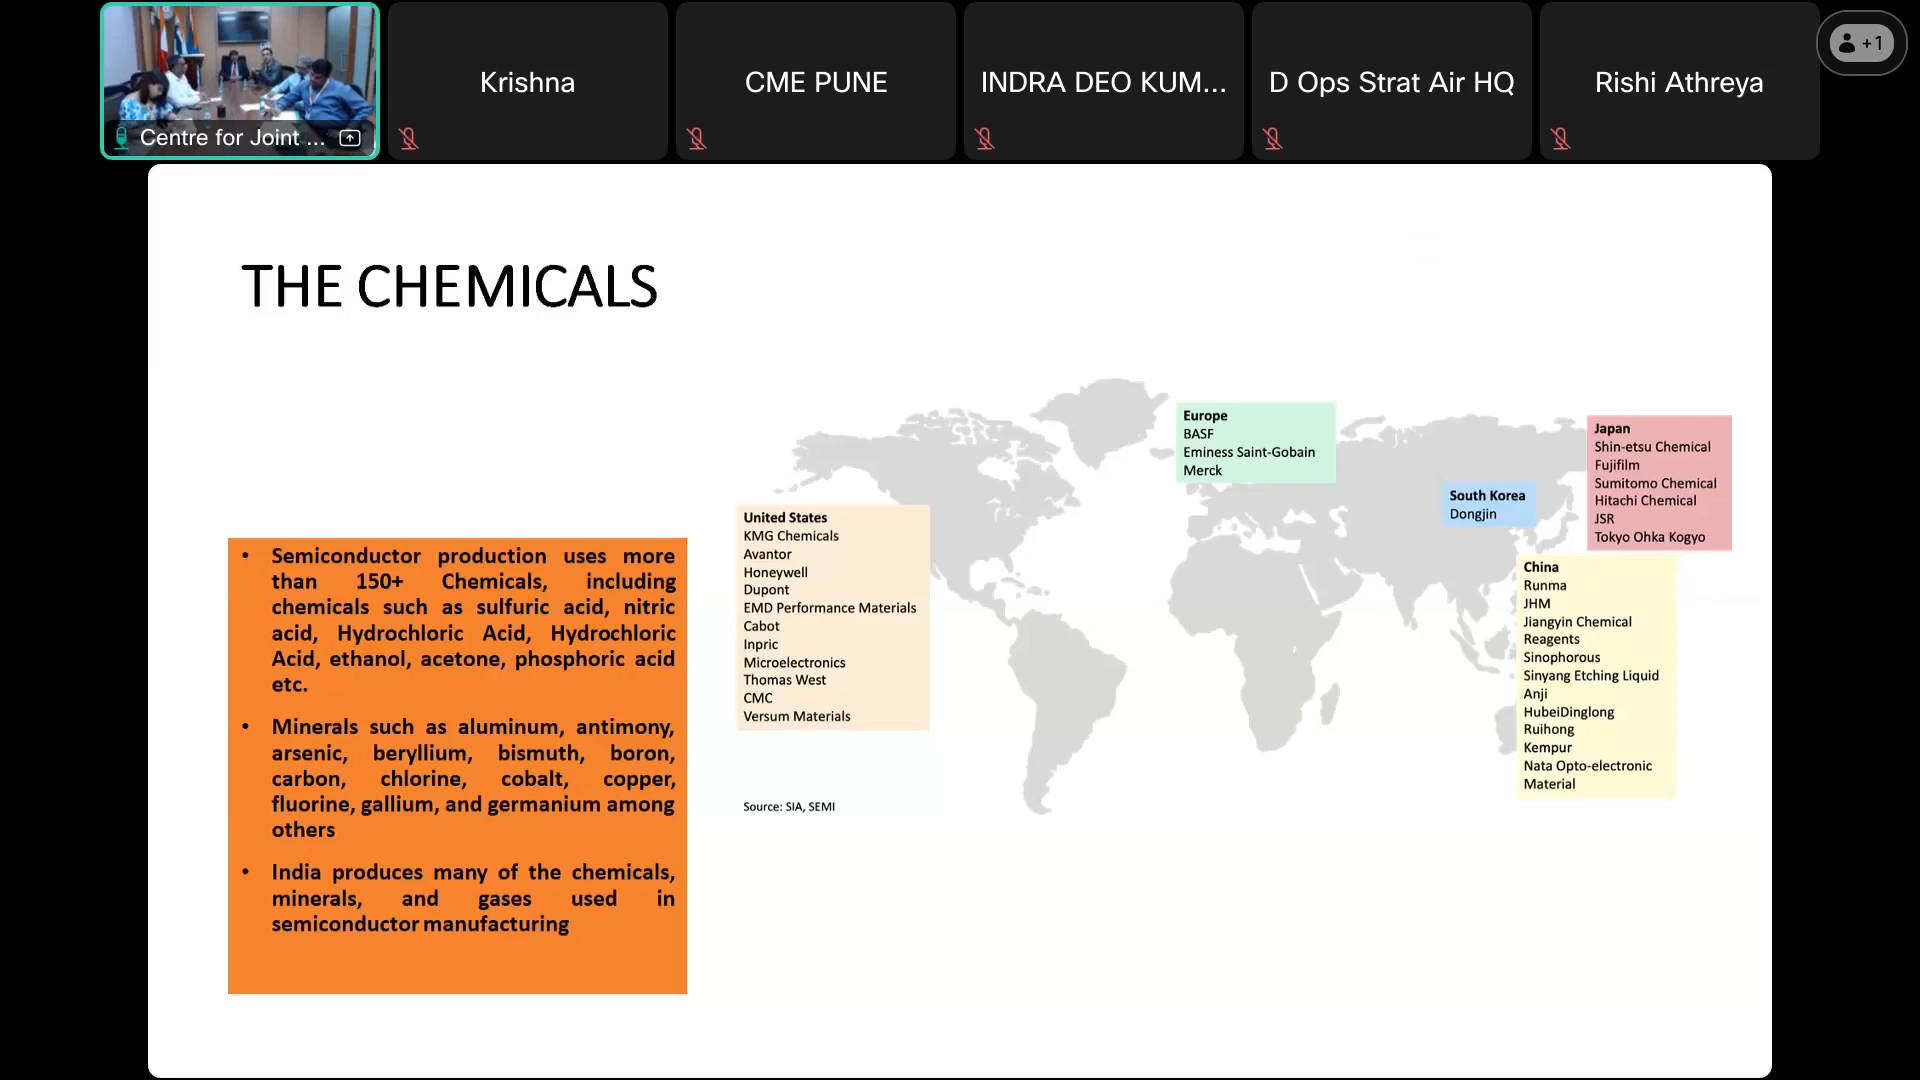 Centre for Joint ...
Krishna
CME PUNE
INDRA DEO KUM...
D Ops Strat Air HQ
Rishi Athreya
+1
THE CHEMICALS
• Semiconductor production uses more
than 150+ Chemicals, including
chemicals such as sulfuric acid, nitric
acid, Hydrochloric Acid, Hydrochloric
Acid, ethanol, acetone, phosphoric acid
etc.
• Minerals such as aluminum, antimony,
arsenic, beryllium, bismuth, boron,
carbon, chlorine, cobalt, copper,
fluorine, gallium, and germanium among
others
• India produces many of the chemicals,
minerals, and gases used in
semiconductor manufacturing
United States
KMG Chemicals
Avantor
Honeywell
Dupont
EMD Performance Materials
Cabot
Inpric
Microelectronics
Thomas West
CMC
Versum Materials
Source: SIA, SEMI
Europe
BASF
Eminess Saint-Gobain
Merck
South Korea
Dongjin
Japan
Shin-etsu Chemical
Fujifilm
Sumitomo Chemical
Hitachi Chemical
JSR
Tokyo Ohka Kogyo
China
Runma
JHM
Jiangyin Chemical
Reagents
Sinophorous
Sinyang Etching Liquid
Anji
HubeiDinglong
Ruihong
Kempur
Nata Opto-electronic
Material